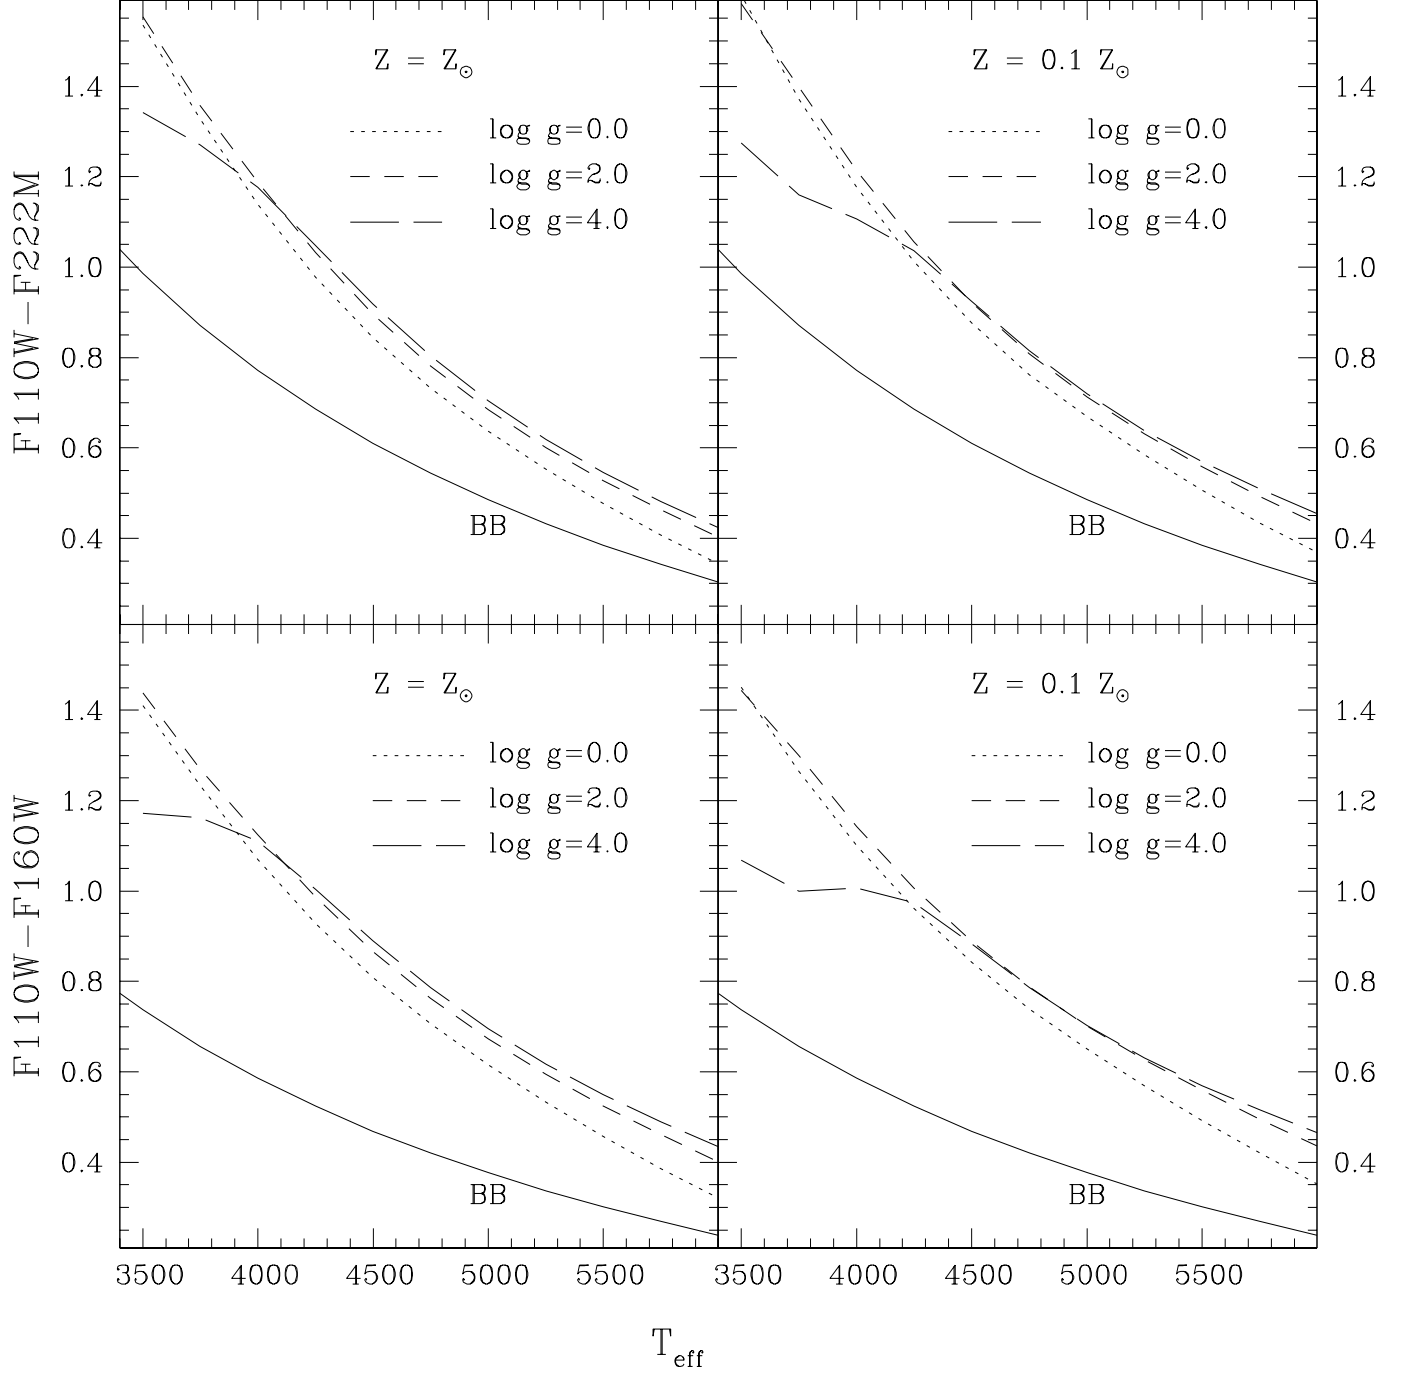 F110W−F222M
Z = Z⊙
log g=0.0
log g=2.0
log g=4.0
BB
1.4
1.2
1.0
0.8
0.6
0.4
Z = 0.1 Z⊙
log g=0.0
log g=2.0
log g=4.0
BB
1.4
1.2
1.0
0.8
0.6
0.4
F110W−F160W
Z = Z⊙
log g=0.0
log g=2.0
log g=4.0
BB
1.4
1.2
1.0
0.8
0.6
0.4
Z = 0.1 Z⊙
log g=0.0
log g=2.0
log g=4.0
BB
1.4
1.2
1.0
0.8
0.6
0.4
3500 4000 4500 5000 5500 3500 4000 4500 5000 5500
Teff